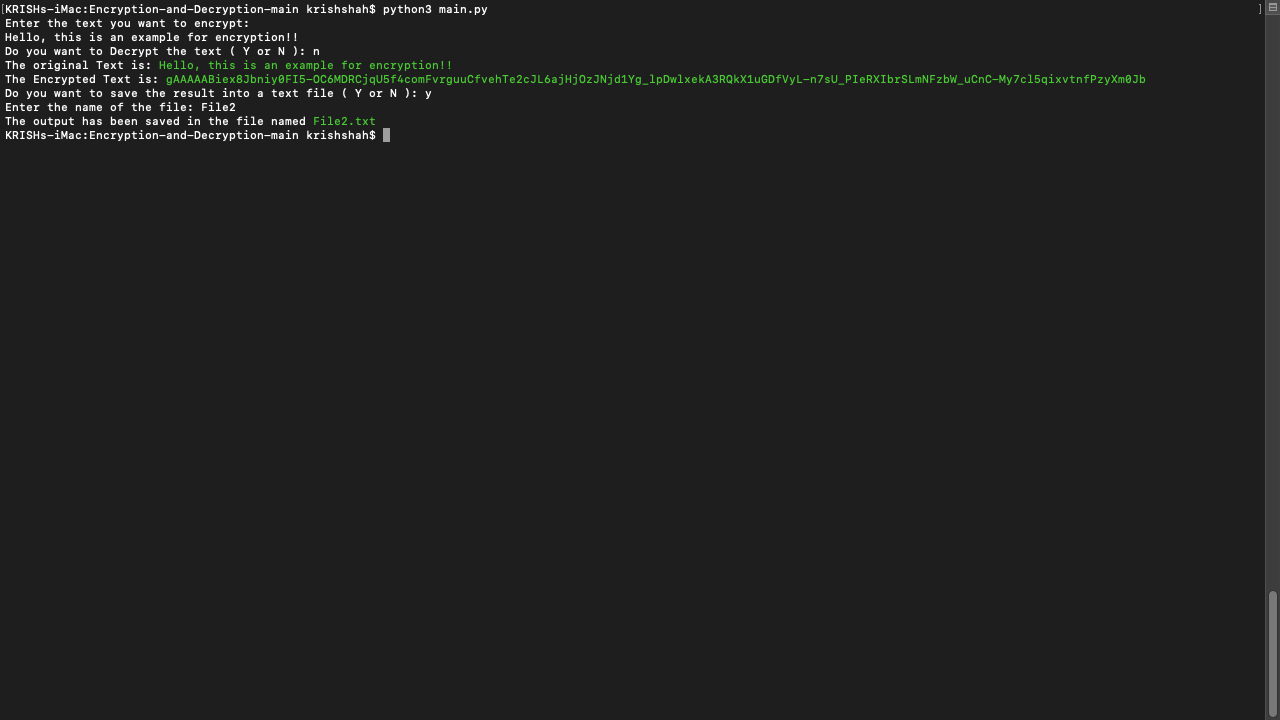 [KRISHs-iMac:Encryption-and-Decryption-main krishshah$ python3 main.py ]
Enter the text you want to encrypt:
Hello, this is an example for encryption!!
Do you want to Decrypt the text ( Y or N ): n
The original Text is: Hello, this is an example for encryption!!
The Encrypted Text is: gAAAAABiex8Jbniy0FI5-OC6MDRCjqU5f4comFvrguuCfvehTe2cJL6ajHjOzJNjd1Yg_lpDwlxekA3RQkX1uGDfVyL-n7sU_PIeRXIbrSLmNFzbW_uCnC-My7cl5qixvtnfPzyXm0Jb
Do you want to save the result into a text file ( Y or N ): y
Enter the name of the file: File2
The output has been saved in the file named File2.txt
KRISHs-iMac:Encryption-and-Decryption-main krishshah$